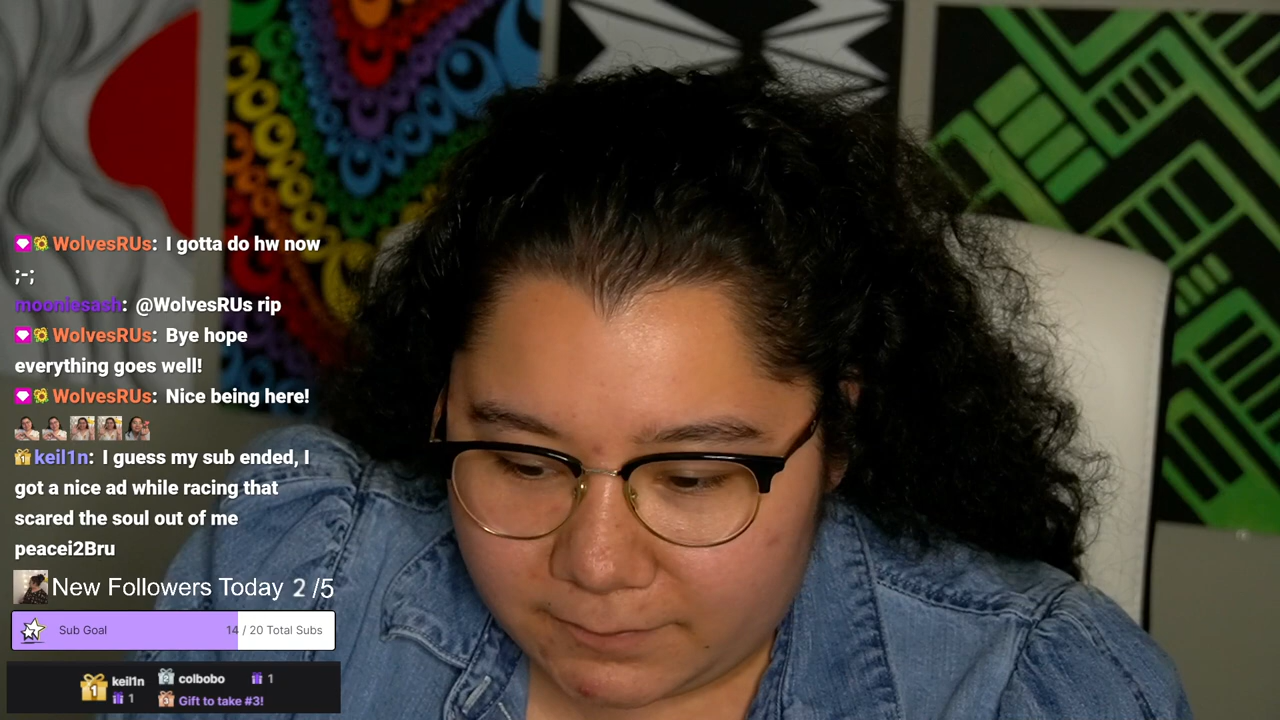 WolvesRUs: I gotta do hw now
;-;
mooniesash: @WolvesRUs rip
WolvesRUs: Bye hope
everything goes well!
WolvesRUs: Nice being here!
keil1n: I guess my sub ended, I
got a nice ad while racing that
scared the soul out of me
peacei2Bru
New Followers Today 2 /5
Sub Goal 14 / 20 Total Subs
1 keil1n 1
2 colbobo 1
3 Gift to take #3!